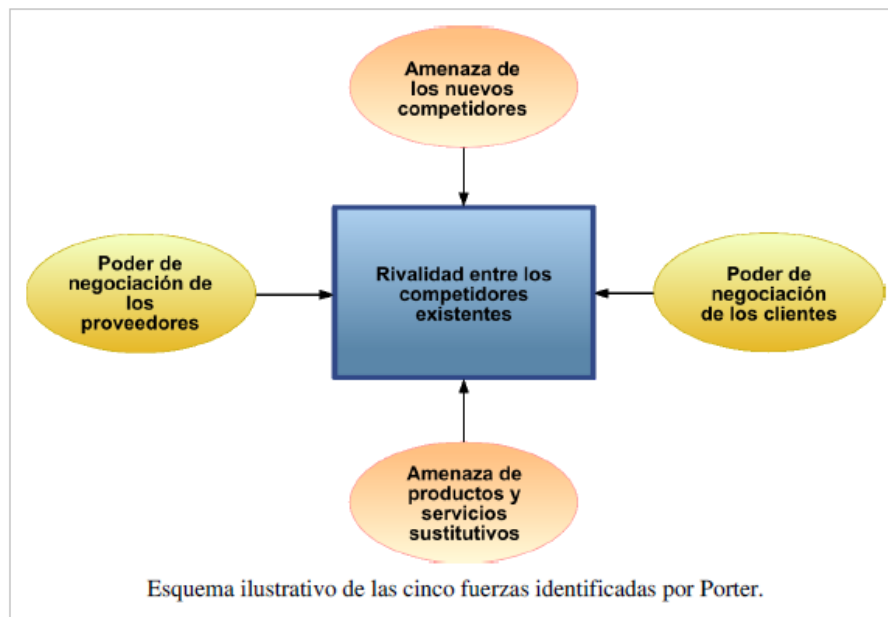 Amenaza de
los nuevos
competidores
Poder de
negociación de
los
proveedores
Rivalidad entre los
competidores
existentes
Poder de
negociación
de los clientes
Amenaza de
productos y
servicios
sustitutivos
Esquema ilustrativo de las cinco fuerzas identificadas por Porter.